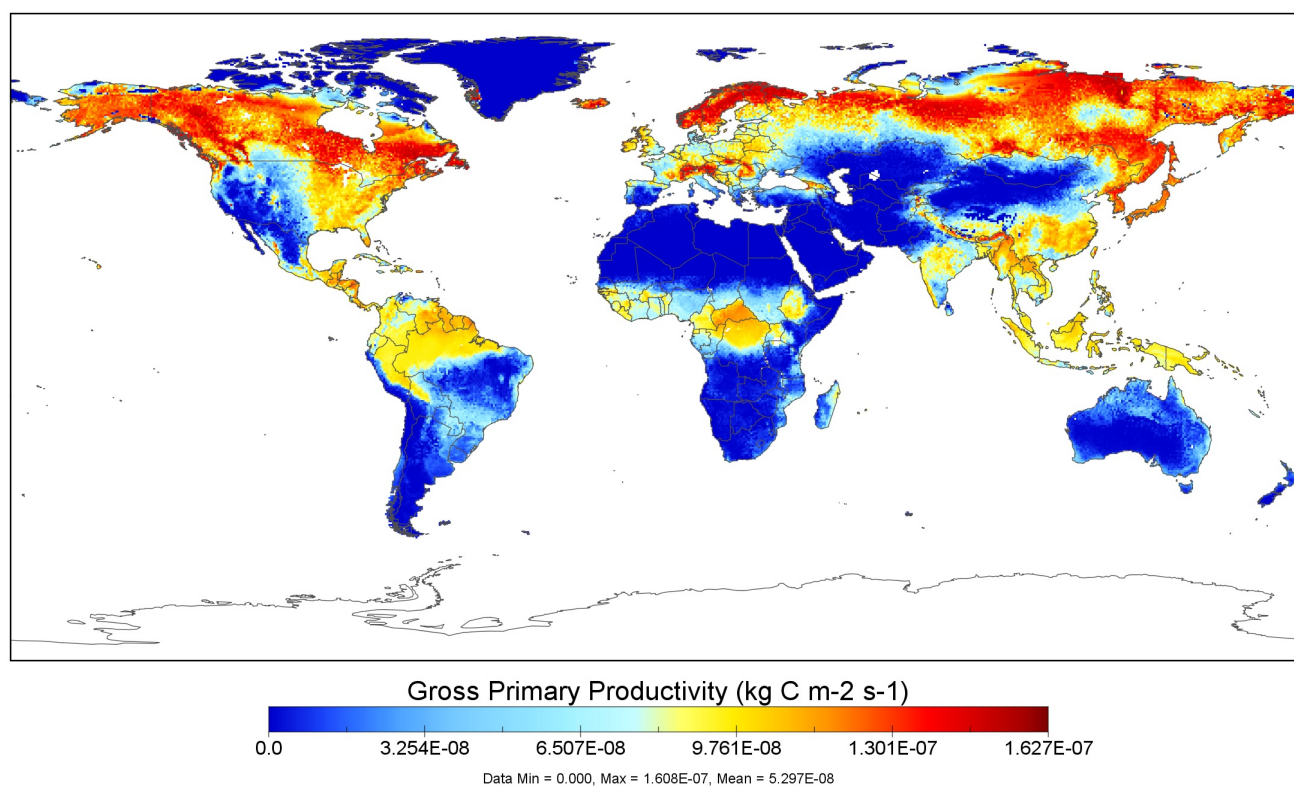 Gross Primary Productivity (kg C m-2 s-1)
0.0 3.254E-08 6.507E-08 9.761E-08 1.301E-07 1.627E-07
Data Min = 0.000, Max = 1.608E-07, Mean = 5.297E-08